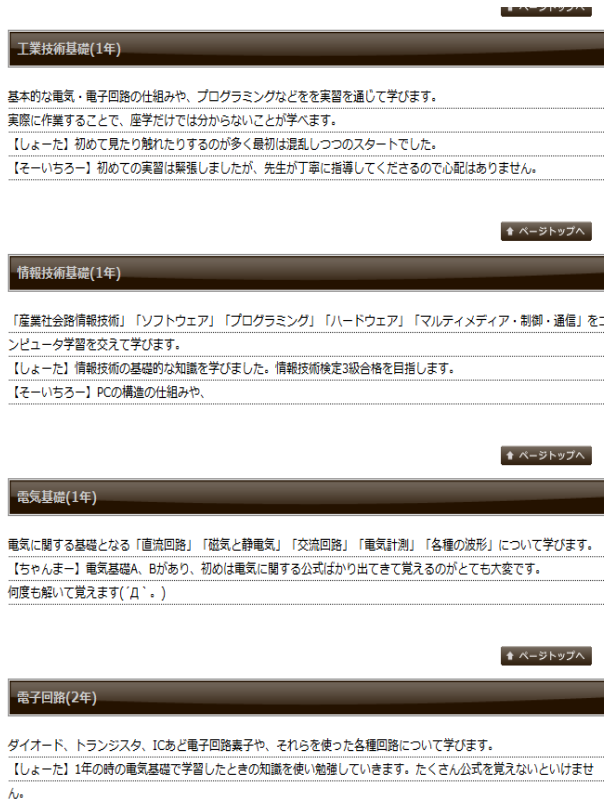 ページトップへ
工業技術基礎(1年)
基本的な電気・電子回路の仕組みや、プログラミングなどをを実習を通じて学びます。
実際に作業することで、座学だけでは分からないことが学べます。
【しょーた】初めて見たり触れたりするのが多く最初は混乱しつつのスタートでした。
【そーいちろー】初めての実習は緊張しましたが、先生が丁寧に指導してくださるので心配はありません。
ページトップへ
情報技術基礎(1年)
「産業社会路情報技術」「ソフトウェア」「プログラミング」「ハードウェア」「マルティメディア・制御・通信」をコ
ンピュータ学習を交えて学びます。
【しょーた】情報技術の基礎的な知識を学びました。情報技術検定3級合格を目指します。
【そーいちろー】PCの構造の仕組みや、
ページトップへ
電気基礎(1年)
電気に関する基礎となる「直流回路」「磁気と静電気」「交流回路」「電気計測」「各種の波形」について学びます。
【ちゃんまー】電気基礎A、Bがあり、初めは電気に関する公式ばかり出てきて覚えるのがとても大変です。
何度も解いて覚えます(´Д｀。)
ページトップへ
電子回路(2年)
ダイオード、トランジスタ、ICあど電子回路素子や、それらを使った各種回路について学びます。
【しょーた】1年の時の電気基礎で学習したときの知識を使い勉強していきます。たくさん公式を覚えないといけませ
ん。